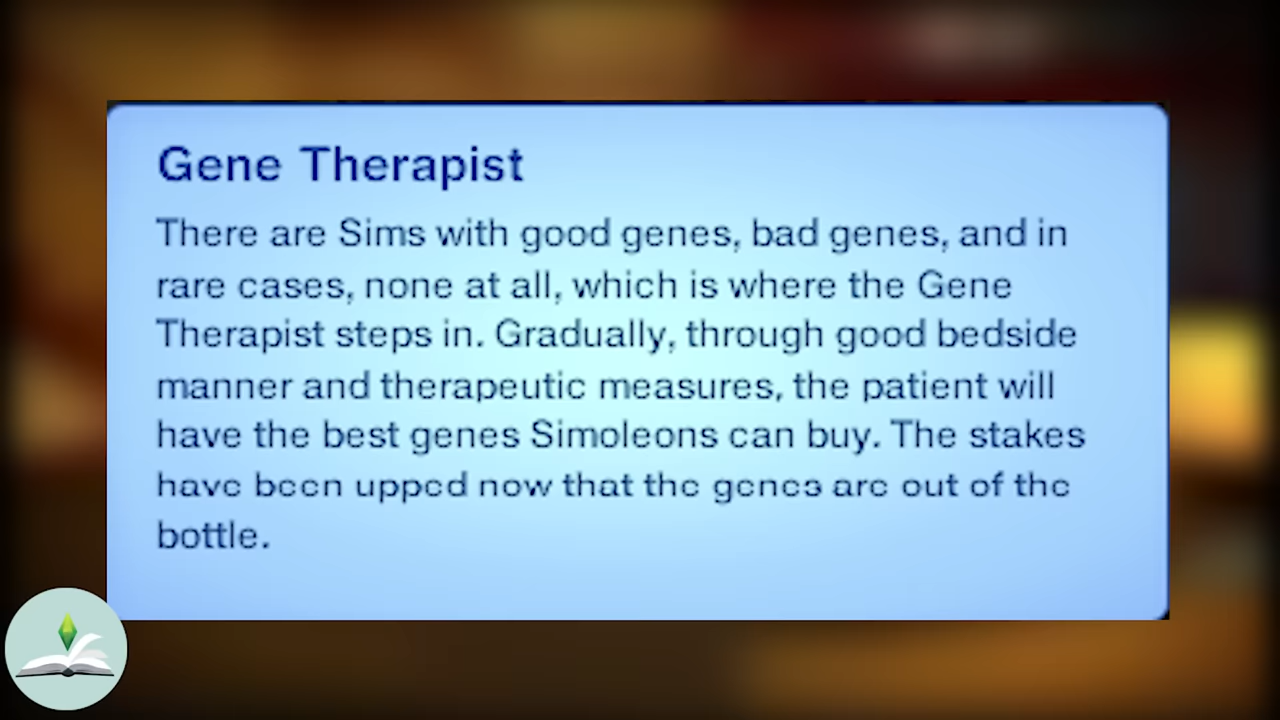 Gene Therapist
There are Sims with good genes, bad genes, and in
rare cases, none at all, which is where the Gene
Therapist steps in. Gradually, through good bedside
manner and therapeutic measures, the patient will
have the best genes Simoleons can buy. The stakes
have been upped now that the genes are out of the
bottle.